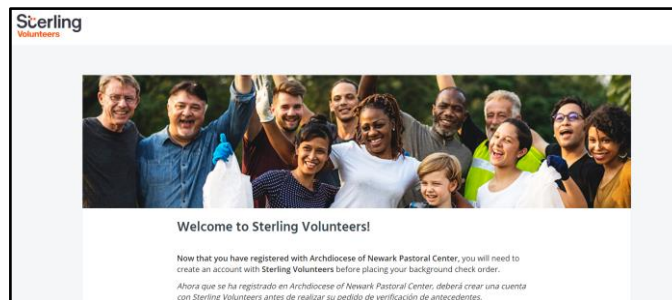 Sterling
Volunteers
Welcome to Sterling Volunteers!
Now that you have registered with Archdiocese of Newark Pastoral Center, you will need to
create an account with Sterling Volunteers before placing your background check order.
Ahora que se ha registrado en Archdiocese of Newark Pastoral Center, deberá crear una cuenta
con Sterling Volunteers antes de realizar su pedido de verificación de antecedentes.